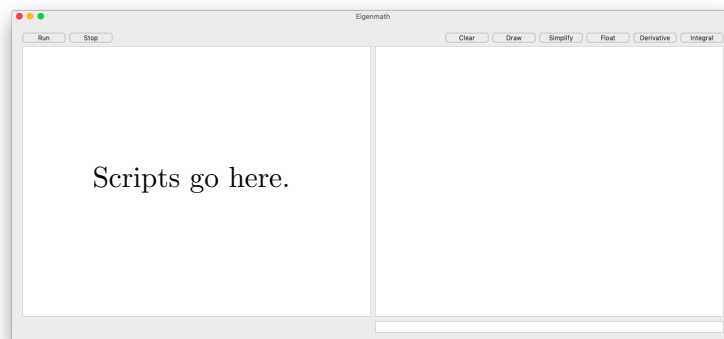 Eigenmath
Run Stop Clear Draw Simplify Float Derivative Integral
Scripts go here.